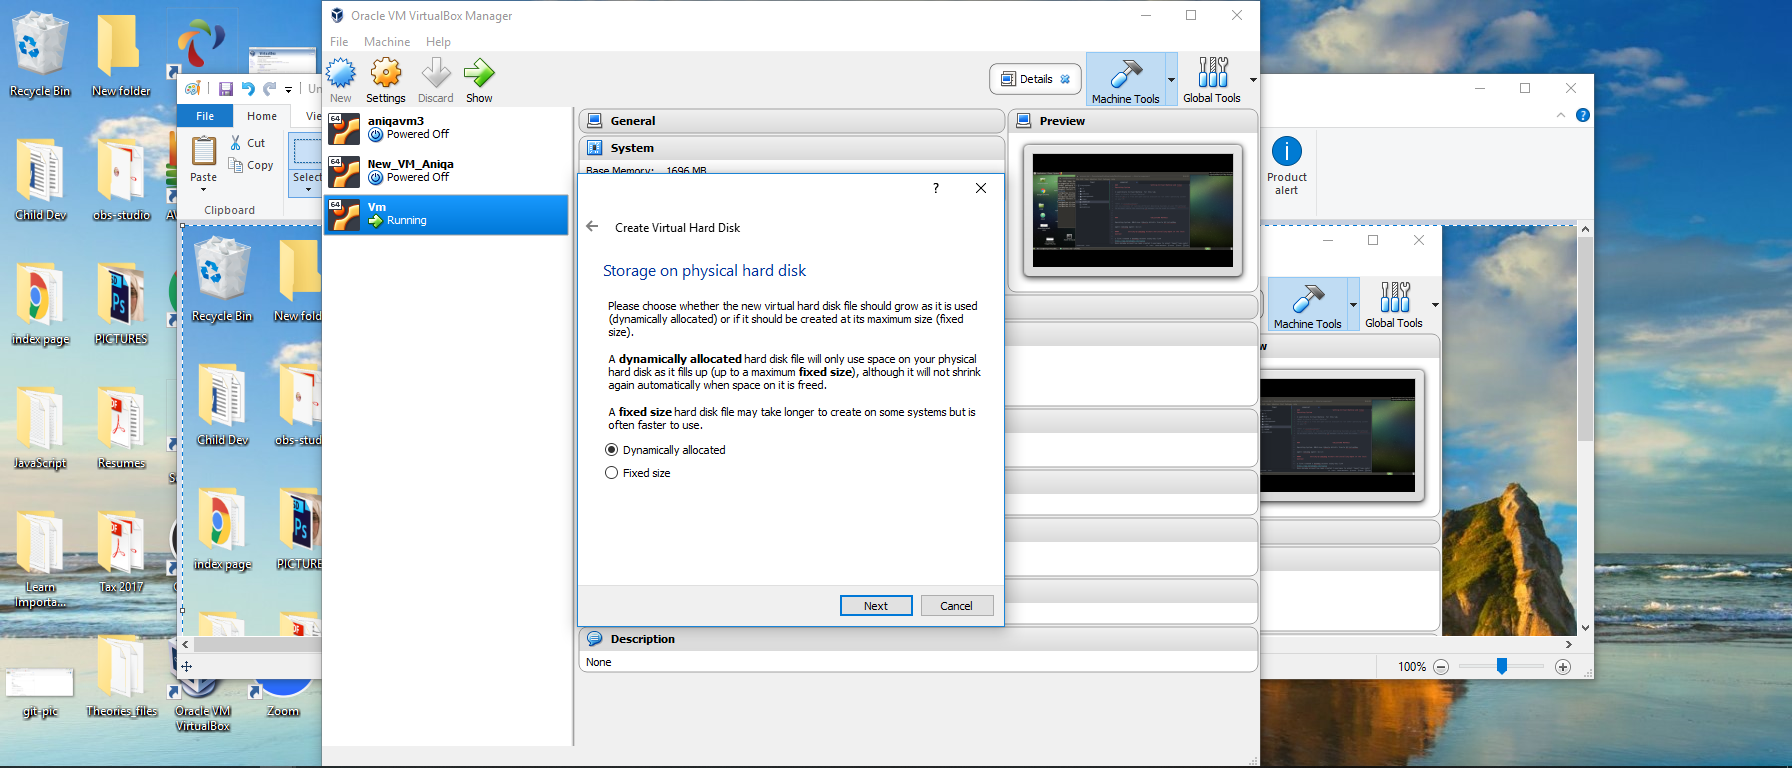 Recycle Bin
New folder
Child Dev
obs-studio
index page
PICTURES
JavaScript
Resumes
Learn
Importa...
Tax 2017
git-pic
Theories_files
Oracle VM
VirtualBox
Zoom
File
Home
Cut
Copy
Paste
Select
Clipboard
Recycle Bin
Child Dev
index page
Oracle VM VirtualBox Manager
File Machine Help
New Settings Discard Show
Details
Machine Tools
Global Tools
64 aniqavm3
Powered Off
64 New_VM_Aniqa
Powered Off
64 Vm
Running
General
System
Base Memory: 1696 MB
Preview
?
Create Virtual Hard Disk
Storage on physical hard disk
Please choose whether the new virtual hard disk file should grow as it is used
(dynamically allocated) or if it should be created at its maximum size (fixed
size).
A dynamically allocated hard disk file will only use space on your physical
hard disk as it fills up (up to a maximum fixed size), although it will not shrink
again automatically when space on it is freed.
A fixed size hard disk file may take longer to create on some systems but is
often faster to use.
Dynamically allocated
Fixed size
Next
Cancel
Description
None
Product
alert
Machine Tools
Global Tools
100%